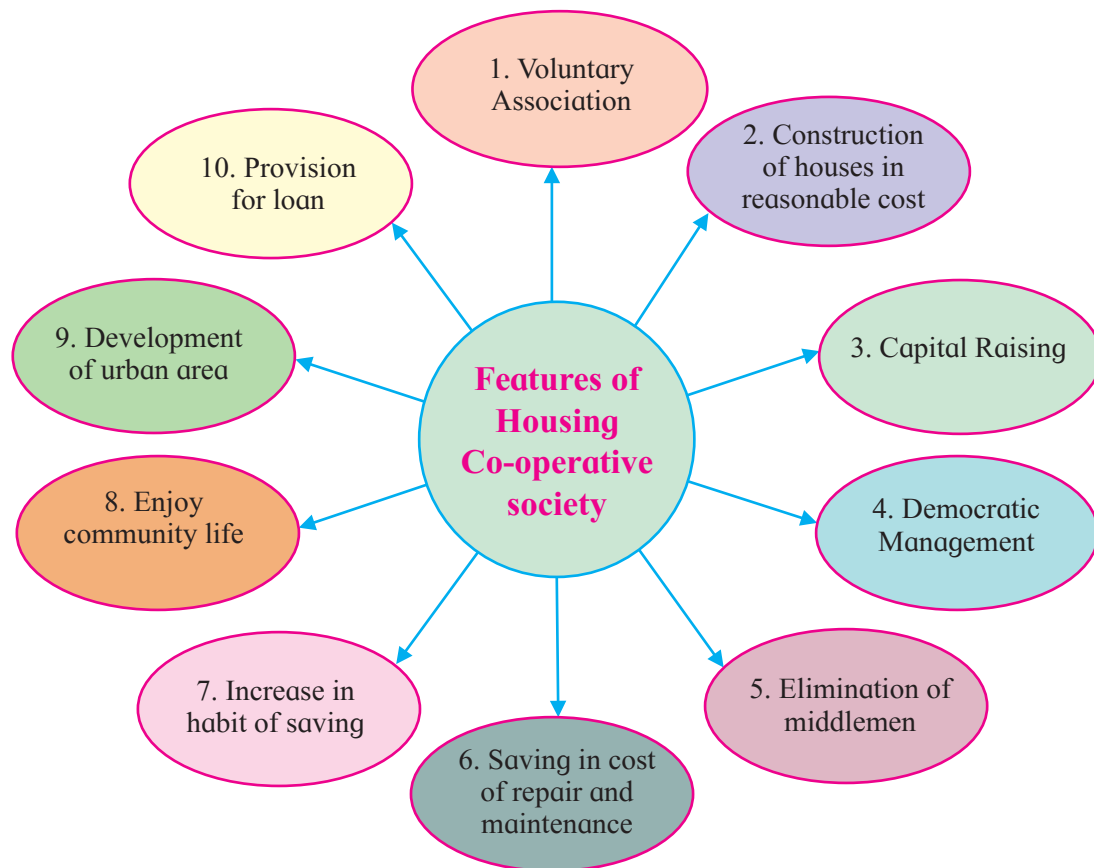 1. Voluntary
Association
2. Construction
of houses in
reasonable cost
3. Capital Raising
4. Democratic
Management
5. Elimination of
middlemen
6. Saving in cost
of repair and
maintenance
7. Increase in
habit of saving
8. Enjoy
community life
9. Development
of urban area
10. Provision
for loan
Features of
Housing
Co-operative
society